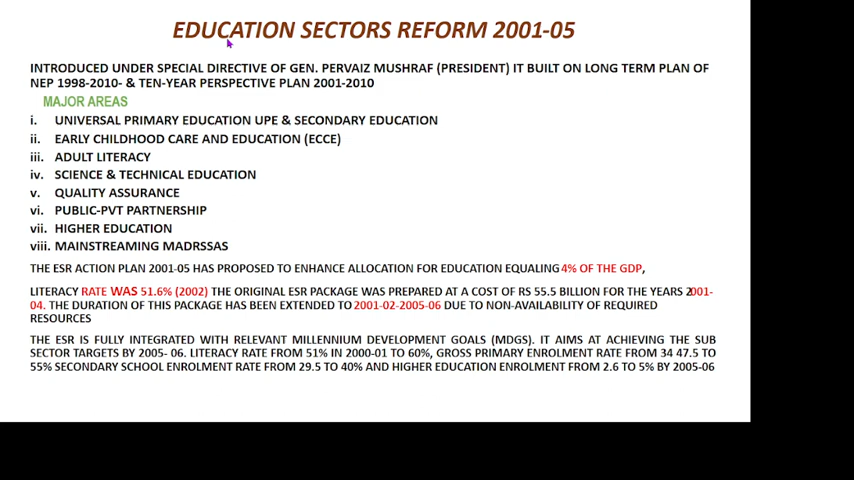 EDUCATION SECTORS REFORM 2001-05
INTRODUCED UNDER SPECIAL DIRECTIVE OF GEN. PERVAIZ MUSHRAF (PRESIDENT) IT BUILT ON LONG TERM PLAN OF
NEP 1998-2010- & TEN-YEAR PERSPECTIVE PLAN 2001-2010
MAJOR AREAS
i. UNIVERSAL PRIMARY EDUCATION UPE & SECONDARY EDUCATION
ii. EARLY CHILDHOOD CARE AND EDUCATION (ECCE)
iii. ADULT LITERACY
iv. SCIENCE & TECHNICAL EDUCATION
v. QUALITY ASSURANCE
vi. PUBLIC-PVT PARTNERSHIP
vii. HIGHER EDUCATION
viii. MAINSTREAMING MADRSSAS
THE ESR ACTION PLAN 2001-05 HAS PROPOSED TO ENHANCE ALLOCATION FOR EDUCATION EQUALING 4% OF THE GDP,
LITERACY RATE WAS 51.6% (2002) THE ORIGINAL ESR PACKAGE WAS PREPARED AT A COST OF RS 55.5 BILLION FOR THE YEARS 2001-
04. THE DURATION OF THIS PACKAGE HAS BEEN EXTENDED TO 2001-02-2005-06 DUE TO NON-AVAILABILITY OF REQUIRED
RESOURCES
THE ESR IS FULLY INTEGRATED WITH RELEVANT MILLENNIUM DEVELOPMENT GOALS (MDGS). IT AIMS AT ACHIEVING THE SUB
SECTOR TARGETS BY 2005- 06. LITERACY RATE FROM 51% IN 2000-01 TO 60%, GROSS PRIMARY ENROLMENT RATE FROM 34 47.5 TO
55% SECONDARY SCHOOL ENROLMENT RATE FROM 29.5 TO 40% AND HIGHER EDUCATION ENROLMENT FROM 2.6 TO 5% BY 2005-06